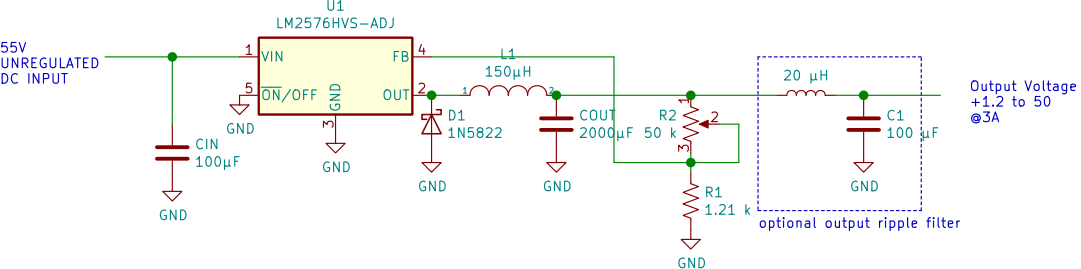 U1
LM2576HVS-ADJ
55V
UNREGULATED
DC INPUT
1
VIN
FB
4
5
ON/OFF
GND
OUT
2
3
GND
GND
CIN
100µF
GND
L1
150µH
1
2
D1
1N5822
GND
COUT
2000µF
GND
R2
50 k
1
2
3
R1
1.21 k
GND
20 µH
C1
100 µF
GND
optional output ripple filter
Output Voltage
+1.2 to 50
@3A